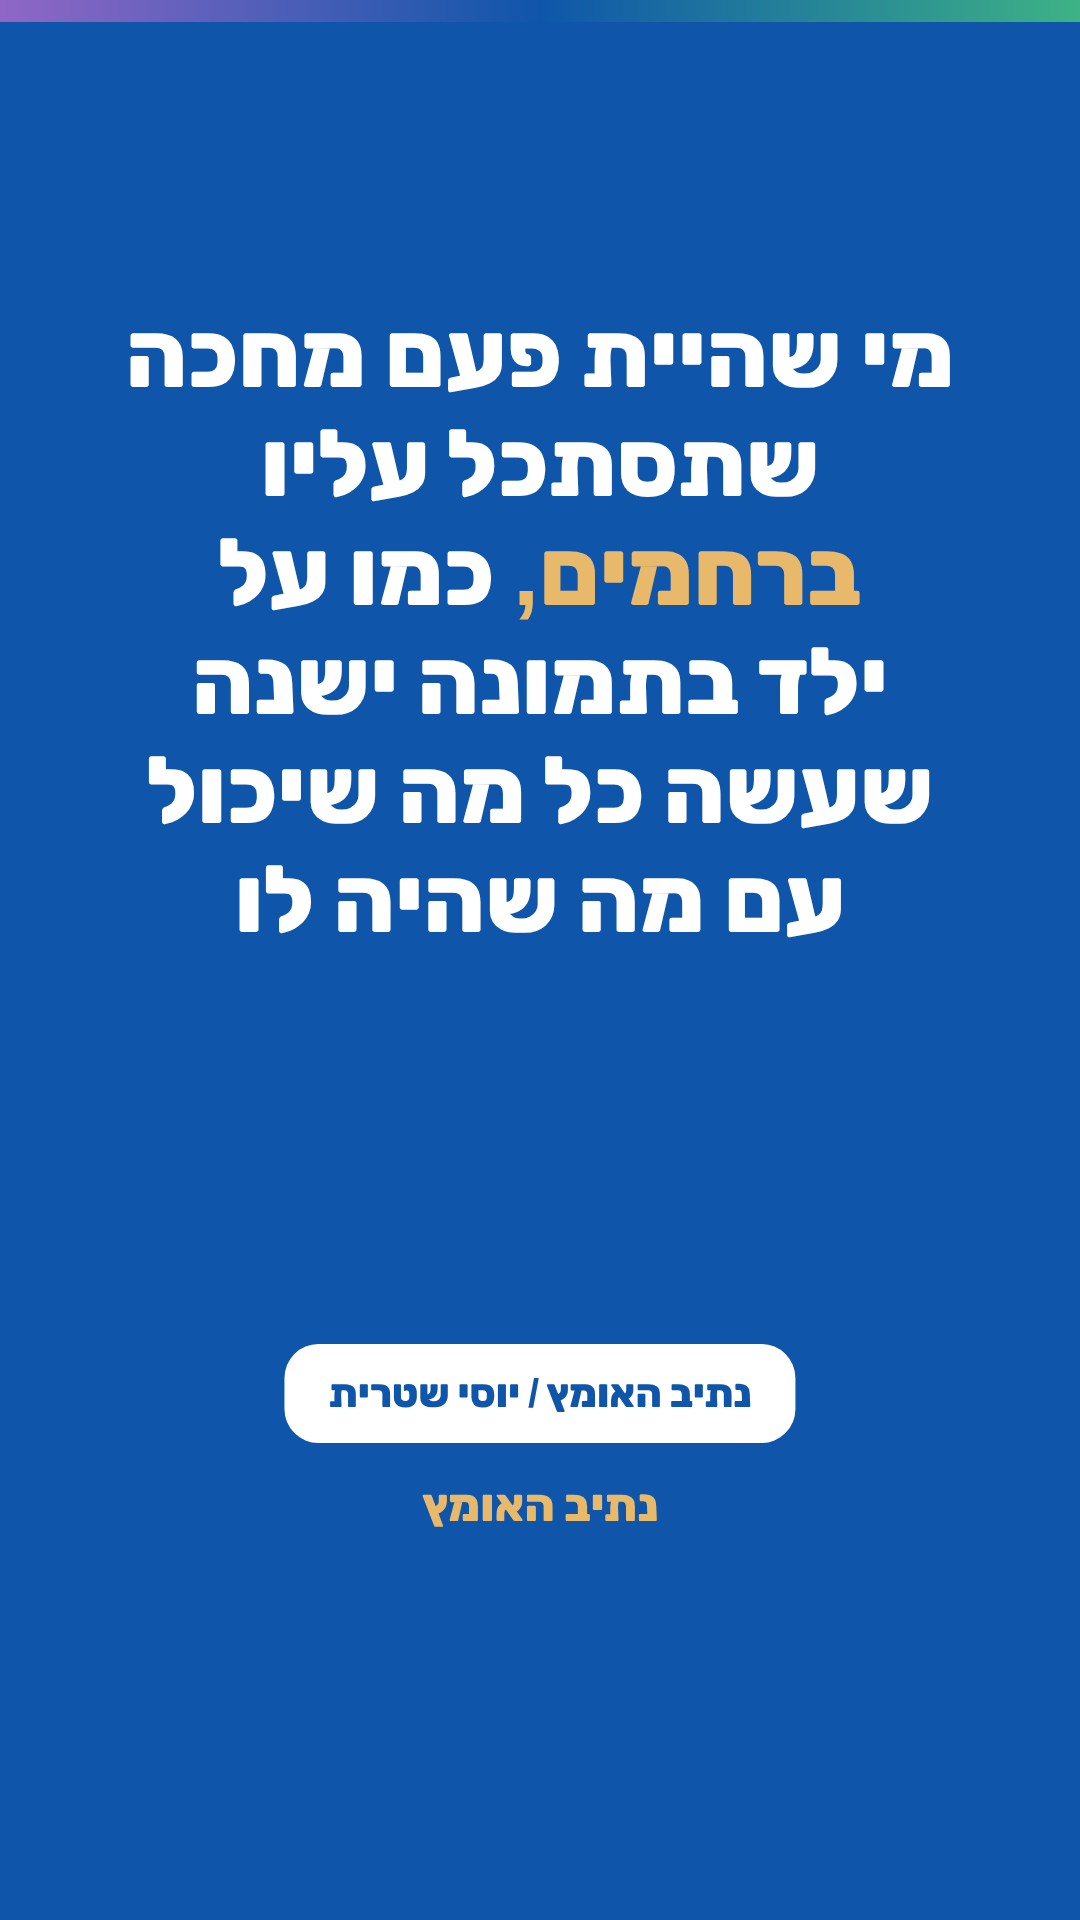 מי שהיית פעם מחכה
שתסתכל עליו
ברחמים, כמו על
ילד בתמונה ישנה
שעשה כל מה שיכול
עם מה שהיה לו
נתיב האומץ / יוסי שטרית
נתיב האומץ